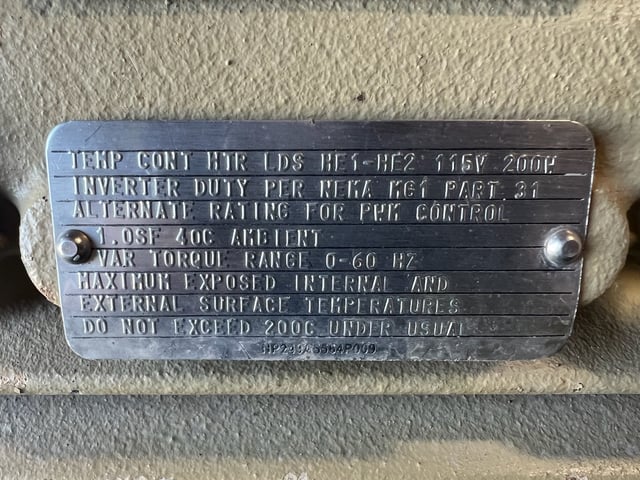 TEMP CONT HTR LDS HE1-HE2 115V 200W
INVERTER DUTY PER NEMA MG1 PART 31
ALTERNATE RATING FOR PWM CONTROL
1.0SF 40C AMBIENT
VAR TORQUE RANGE 0-60 HZ
MAXIMUM EXPOSED INTERNAL AND
EXTERNAL SURFACE TEMPERATURES
DO NOT EXCEED 200C UNDER USUAL